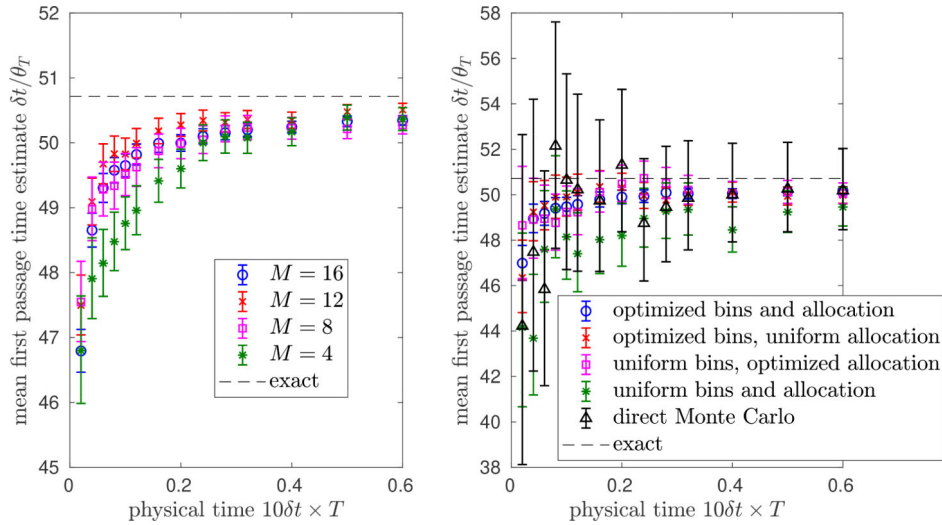 52
51
50
49
48
47
46
45
mean first passage time estimate δt/θ_T
0
0.2
0.4
0.6
physical time 10δt × T
M = 16
M = 12
M = 8
M = 4
exact
58
56
54
52
50
48
46
44
42
40
38
mean first passage time estimate δt/θ_T
0
0.2
0.4
0.6
physical time 10δt × T
optimized bins and allocation
optimized bins, uniform allocation
uniform bins, optimized allocation
uniform bins and allocation
direct Monte Carlo
exact